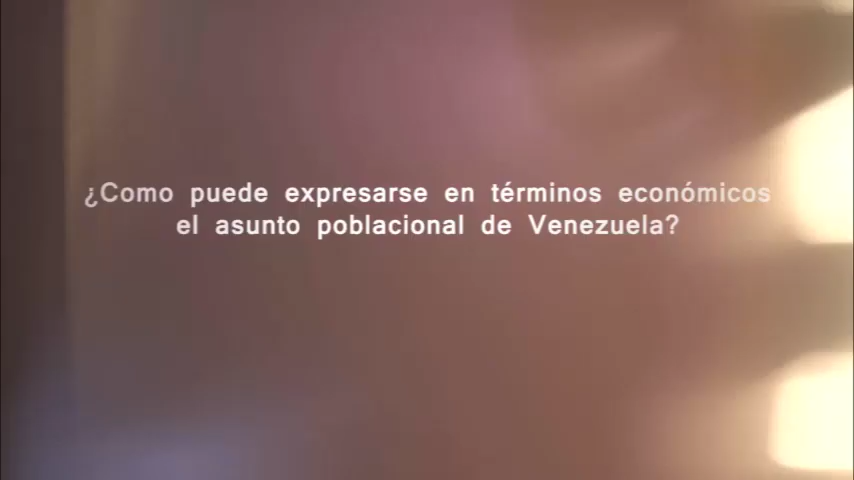 ¿Como puede expresarse en términos económicos
el asunto poblacional de Venezuela?